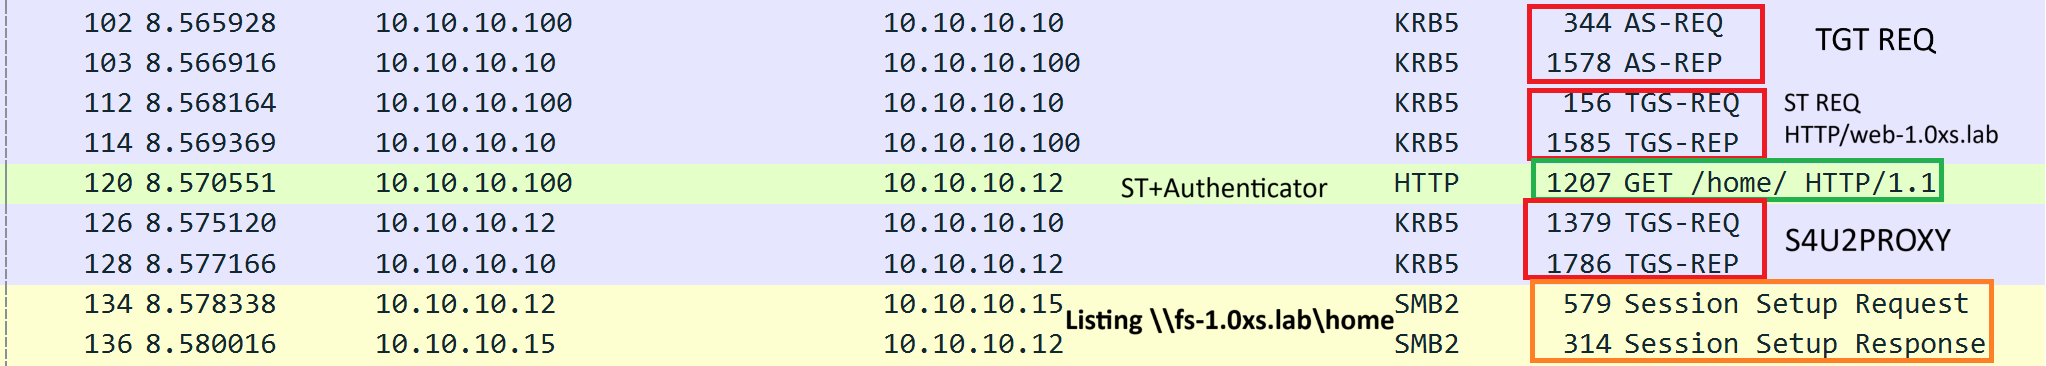 102 8.565928 10.10.10.100 10.10.10.10 KRB5 344 AS-REQ
TGT REQ
103 8.566916 10.10.10.10 10.10.10.100 KRB5 1578 AS-REP
112 8.568164 10.10.10.100 10.10.10.10 KRB5 156 TGS-REQ
ST REQ
HTTP/web-1.0xs.lab
114 8.569369 10.10.10.10 10.10.10.100 KRB5 1585 TGS-REP
120 8.570551 10.10.10.100 10.10.10.12 ST+Authenticator HTTP 1207 GET /home/ HTTP/1.1
126 8.575120 10.10.10.12 10.10.10.10 KRB5 1379 TGS-REQ
S4U2PROXY
128 8.577166 10.10.10.10 10.10.10.12 KRB5 1786 TGS-REP
134 8.578338 10.10.10.12 10.10.10.15 SMB2 579 Session Setup Request
Listing \\fs-1.0xs.lab\home
136 8.580016 10.10.10.15 10.10.10.12 SMB2 314 Session Setup Response